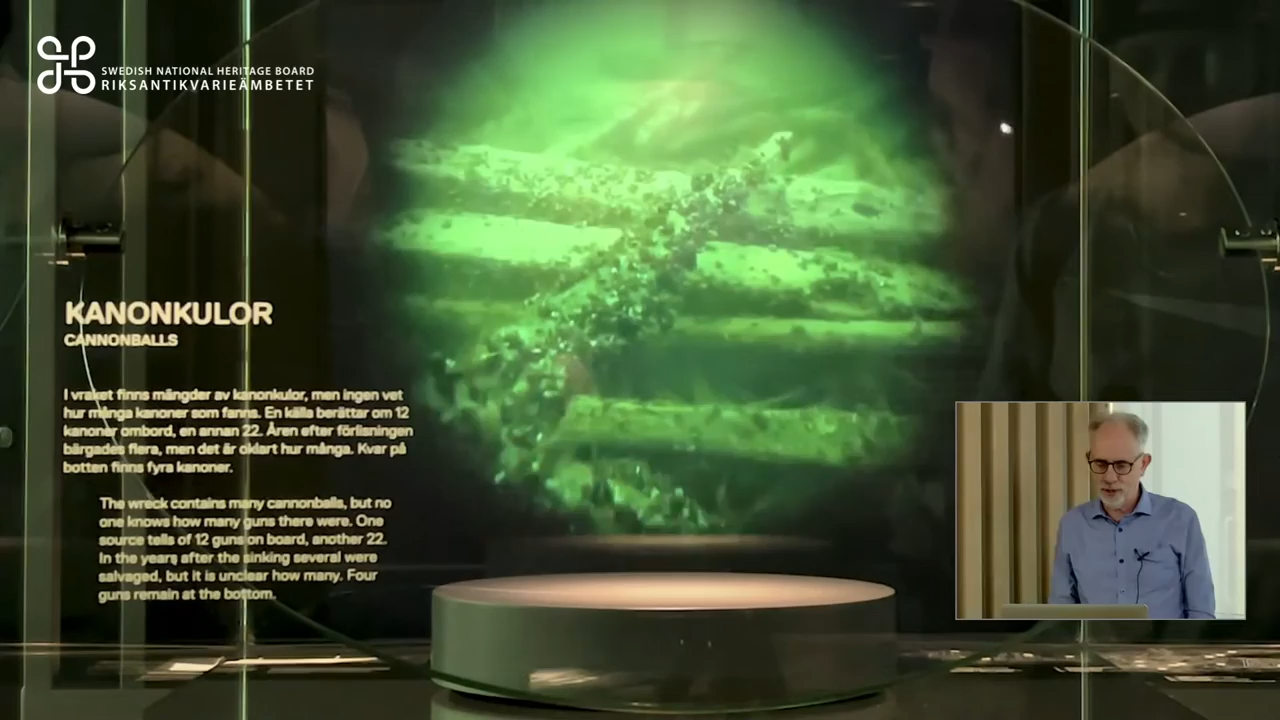 SWEDISH NATIONAL HERITAGE BOARD
RIKSANTIKVARIEÄMBETET
KANONKULOR
CANNONBALLS
I vraket finns mängder av kanonkulor, men ingen vet
hur många kanoner som fanns. En källa berättar om 12
kanoner ombord, en annan 22. Åren efter förlisningen
bärgades flera, men det är oklart hur många. Kvar på
botten finns fyra kanoner.
The wreck contains many cannonballs, but no
one knows how many guns there were. One
source tells of 12 guns on board, another 22.
In the years after the sinking several were
salvaged, but it is unclear how many. Four
guns remain at the bottom.